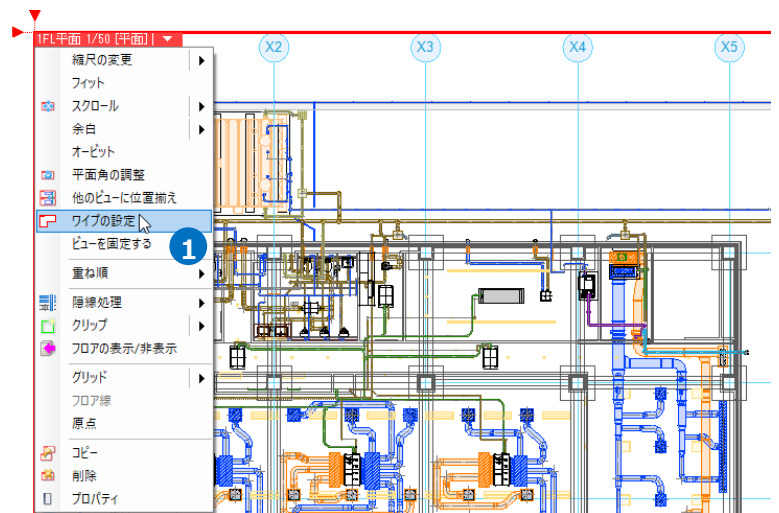 1FL平面 1/50 [平面] | ▼
X2
X3
X4
X5
縮尺の変更
フィット
スクロール
余白
オービット
平面角の調整
他のビューに位置揃え
ワイプの設定
ビューを固定する
1
重ね順
隠線処理
クリップ
フロアの表示/非表示
グリッド
フロア線
原点
コピー
削除
プロパティ